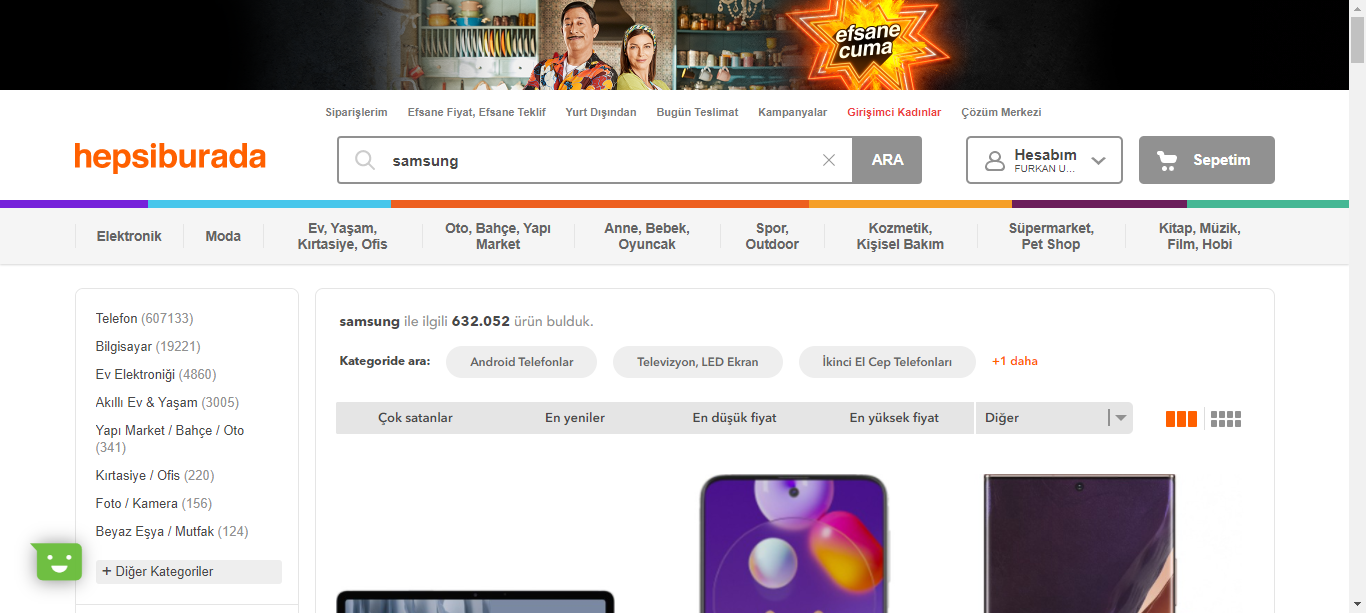 efsane
cuma
Siparişlerim Efsane Fiyat, Efsane Teklif Yurt Dışından Bugün Teslimat Kampanyalar Girişimci Kadınlar Çözüm Merkezi
hepsiburada
samsung
ARA
Hesabım
FURKAN U...
Sepetim
Elektronik
Moda
Ev, Yaşam,
Kırtasiye, Ofis
Oto, Bahçe, Yapı
Market
Anne, Bebek,
Oyuncak
Spor,
Outdoor
Kozmetik,
Kişisel Bakım
Süpermarket,
Pet Shop
Kitap, Müzik,
Film, Hobi
Telefon (607133)
Bilgisayar (19221)
Ev Elektroniği (4860)
Akıllı Ev & Yaşam (3005)
Yapı Market / Bahçe / Oto
(341)
Kırtasiye / Ofis (220)
Foto / Kamera (156)
Beyaz Eşya / Mutfak (124)
+ Diğer Kategoriler
samsung ile ilgili 632.052 ürün bulduk.
Kategoride ara: Android Telefonlar Televizyon, LED Ekran İkinci El Cep Telefonları +1 daha
Çok satanlar En yeniler En düşük fiyat En yüksek fiyat Diğer